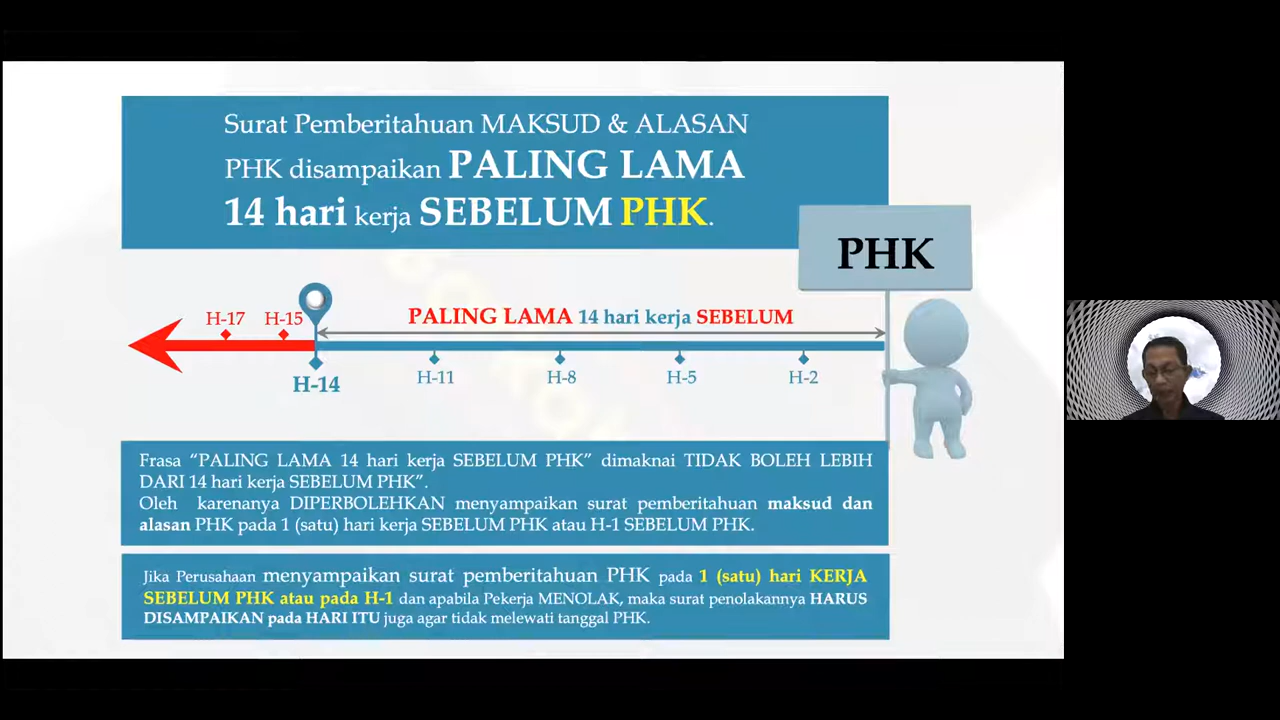 Surat Pemberitahuan MAKSUD & ALASAN
PHK disampaikan PALING LAMA
14 hari kerja SEBELUM PHK.
PHK
H-17
H-15
PALING LAMA 14 hari kerja SEBELUM
H-14
H-11
H-8
H-5
H-2
Frasa “PALING LAMA 14 hari kerja SEBELUM PHK” dimaknai TIDAK BOLEH LEBIH
DARI 14 hari kerja SEBELUM PHK”.
Oleh karenanya DIPERBOLEHKAN menyampaikan surat pemberitahuan maksud dan
alasan PHK pada 1 (satu) hari kerja SEBELUM PHK atau H-1 SEBELUM PHK.
Jika Perusahaan menyampaikan surat pemberitahuan PHK pada 1 (satu) hari KERJA
SEBELUM PHK atau pada H-1 dan apabila Pekerja MENOLAK, maka surat penolakannya HARUS
DISAMPAIKAN pada HARI ITU juga agar tidak melewati tanggal PHK.